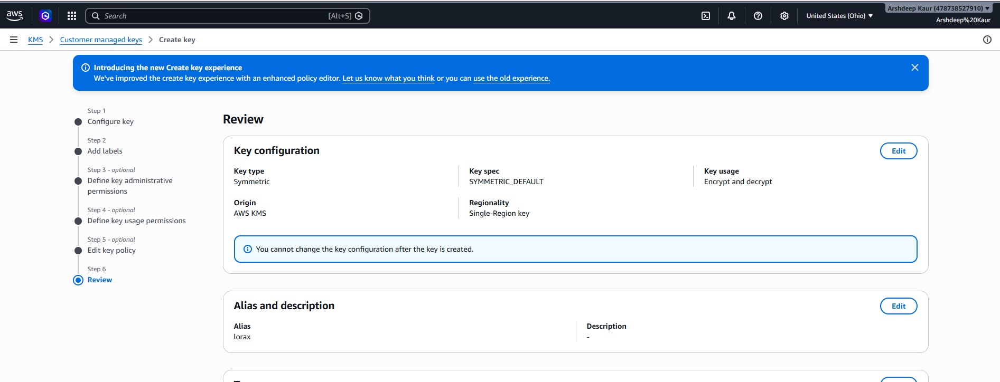 aws
Search
[Alt+S]
United States (Ohio)
Arshdeep Kaur (478738527910)
Arshdeep%20Kaur
KMS
Customer managed keys
Create key
Introducing the new Create key experience
We've improved the create key experience with an enhanced policy editor. Let us know what you think or you can use the old experience.
Step 1
Configure key
Step 2
Add labels
Step 3 - optional
Define key administrative
permissions
Step 4 - optional
Define key usage permissions
Step 5 - optional
Edit key policy
Step 6
Review
Review
Key configuration
Edit
Key type
Symmetric
Key spec
SYMMETRIC_DEFAULT
Key usage
Encrypt and decrypt
Origin
AWS KMS
Regionality
Single-Region key
You cannot change the key configuration after the key is created.
Alias and description
Edit
Alias
lorax
Description
-